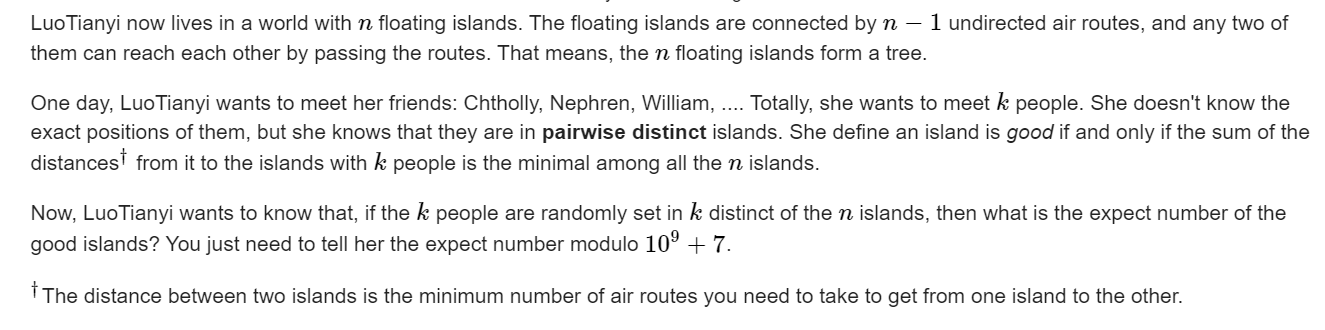 LuoTianyi now lives in a world with n floating islands. The floating islands are connected by n − 1 undirected air routes, and any two of
them can reach each other by passing the routes. That means, the n floating islands form a tree.
One day, LuoTianyi wants to meet her friends: Chtholly, Nephren, William, .... Totally, she wants to meet k people. She doesn't know the
exact positions of them, but she knows that they are in pairwise distinct islands. She define an island is good if and only if the sum of the
distances† from it to the islands with k people is the minimal among all the n islands.
Now, LuoTianyi wants to know that, if the k people are randomly set in k distinct of the n islands, then what is the expect number of the
good islands? You just need to tell her the expect number modulo 10⁹ + 7.
† The distance between two islands is the minimum number of air routes you need to take to get from one island to the other.